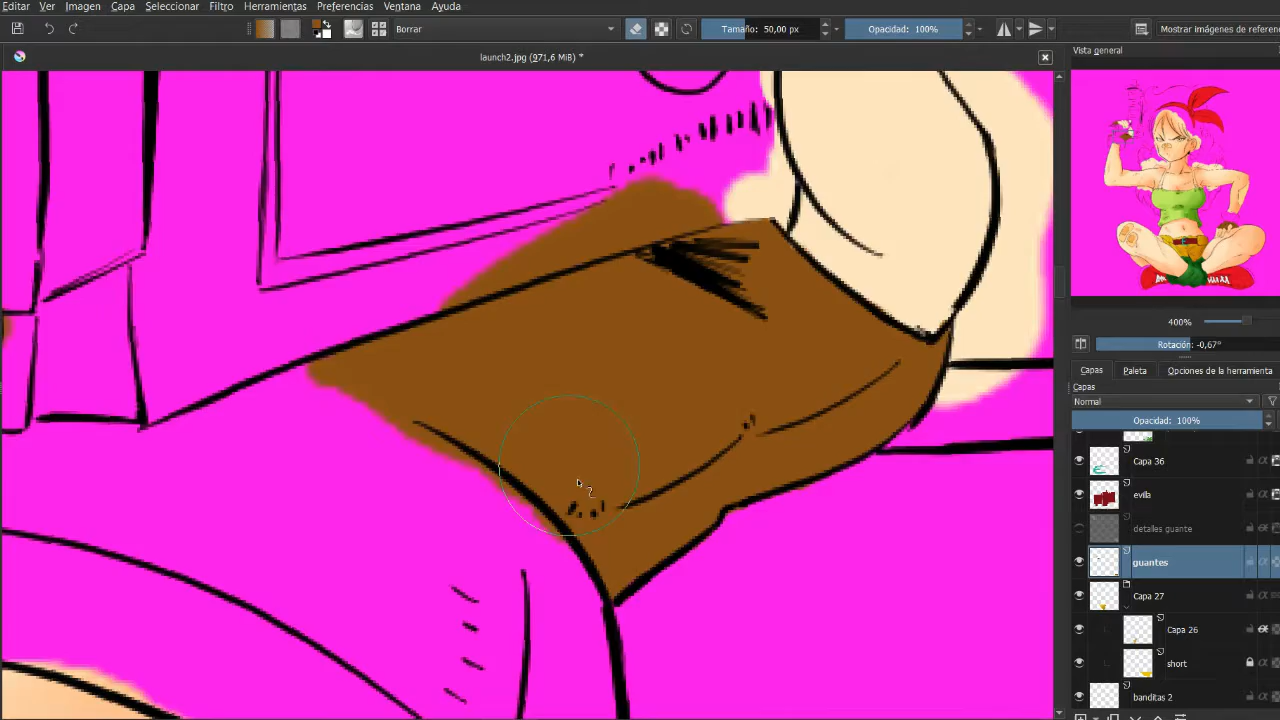 Editar Ver Imagen Capa Seleccionar Filtro Herramientas Preferencias Ventana Ayuda
Borrar Tamaño: 50,00 px Opacidad: 100% Mostrar imágenes de referen
launch2.jpg (971,6 MiB) *
Vista general
400%
Rotación: -0,67°
Capas Paleta Opciones de la herramienta
Capas
Normal
Opacidad: 100%
Capa 36
evila
detalles guante
guantes
Capa 27
Capa 26
short
banditas 2